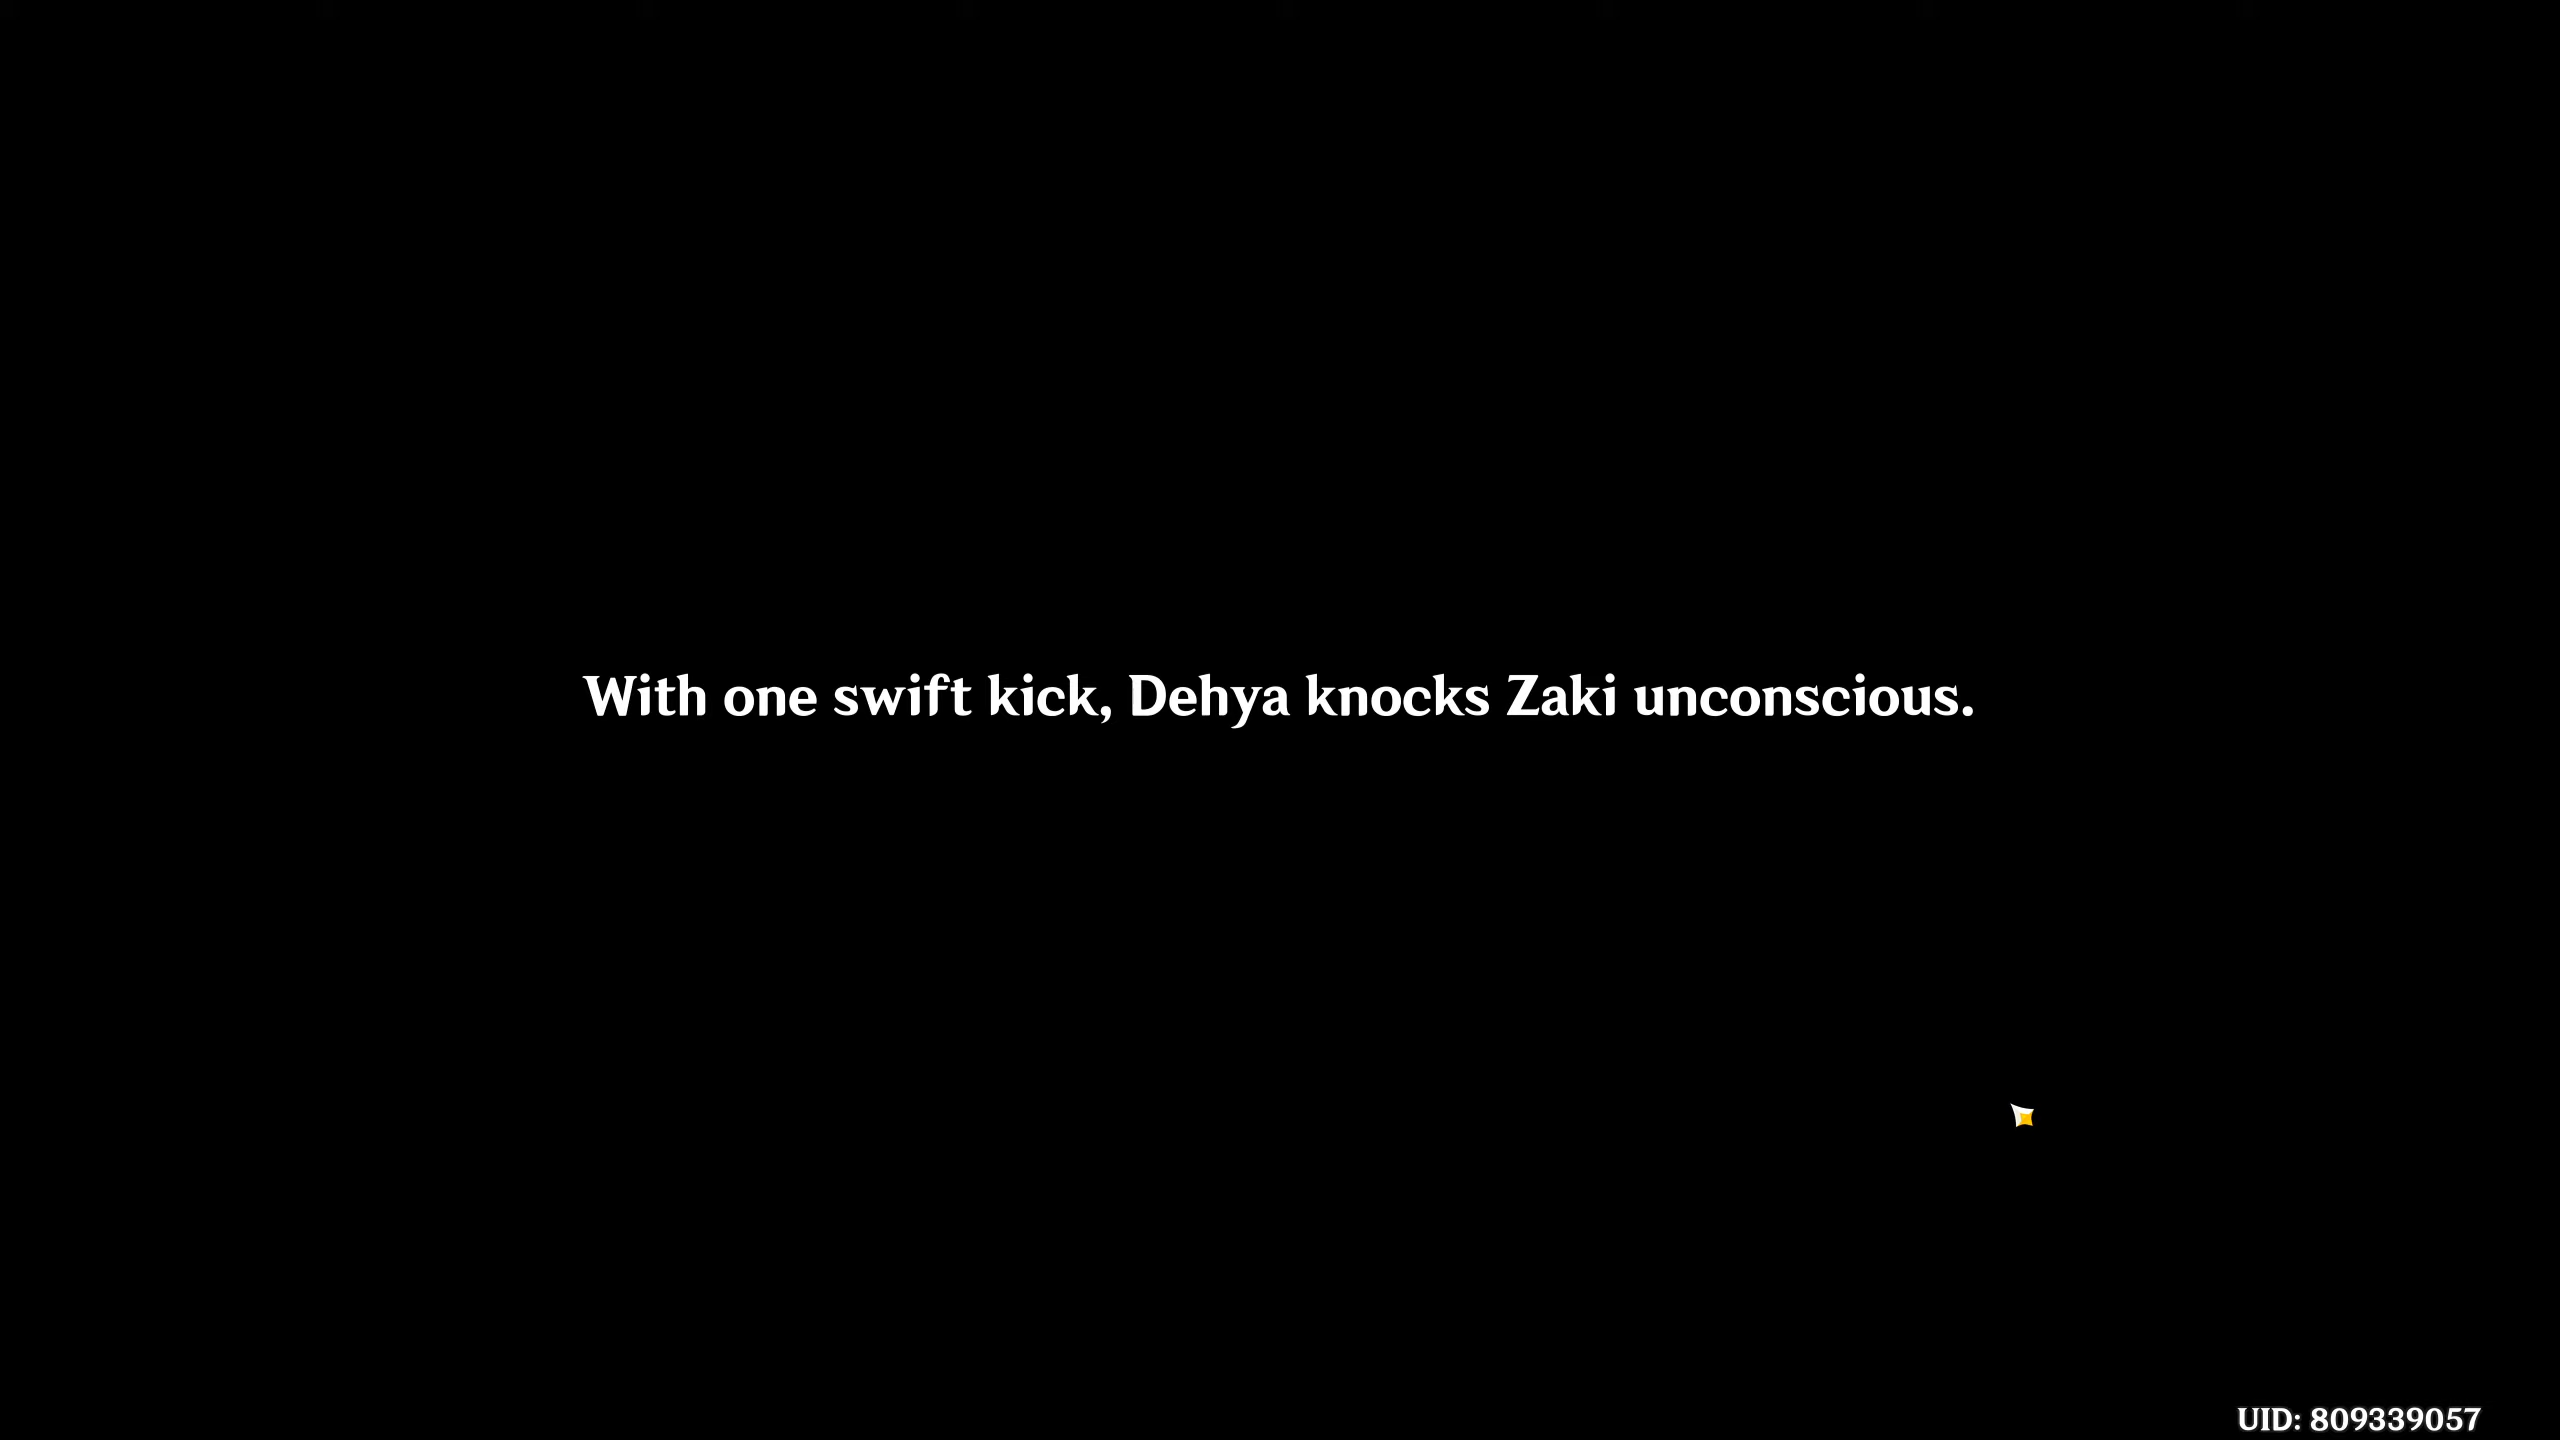 With one swift kick, Dehya knocks Zaki unconscious.
UID: 809339057